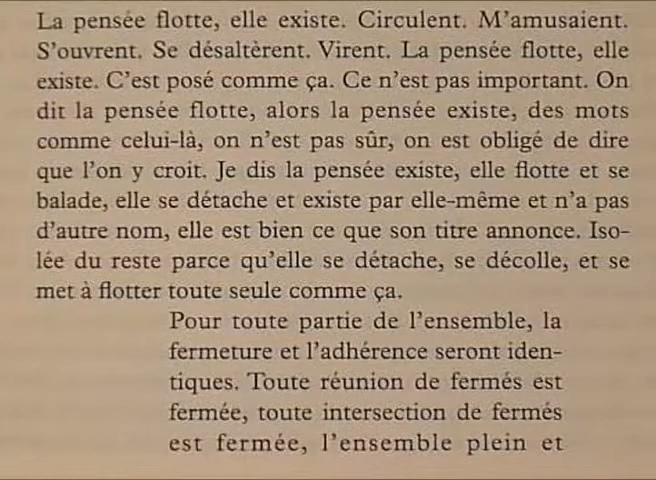 La pensée flotte, elle existe. Circulent. M’amusaient.
S’ouvrent. Se désaltèrent. Virent. La pensée flotte, elle
existe. C’est posé comme ça. Ce n’est pas important. On
dit la pensée flotte, alors la pensée existe, des mots
comme celui-là, on n’est pas sûr, on est obligé de dire
que l’on y croit. Je dis la pensée existe, elle flotte et se
balade, elle se détache et existe par elle-même et n’a pas
d’autre nom, elle est bien ce que son titre annonce. Iso-
lée du reste parce qu’elle se détache, se décolle, et se
met à flotter toute seule comme ça.
Pour toute partie de l’ensemble, la
fermeture et l’adhérence seront iden-
tiques. Toute réunion de fermés est
fermée, toute intersection de fermés
est fermée, l’ensemble plein et